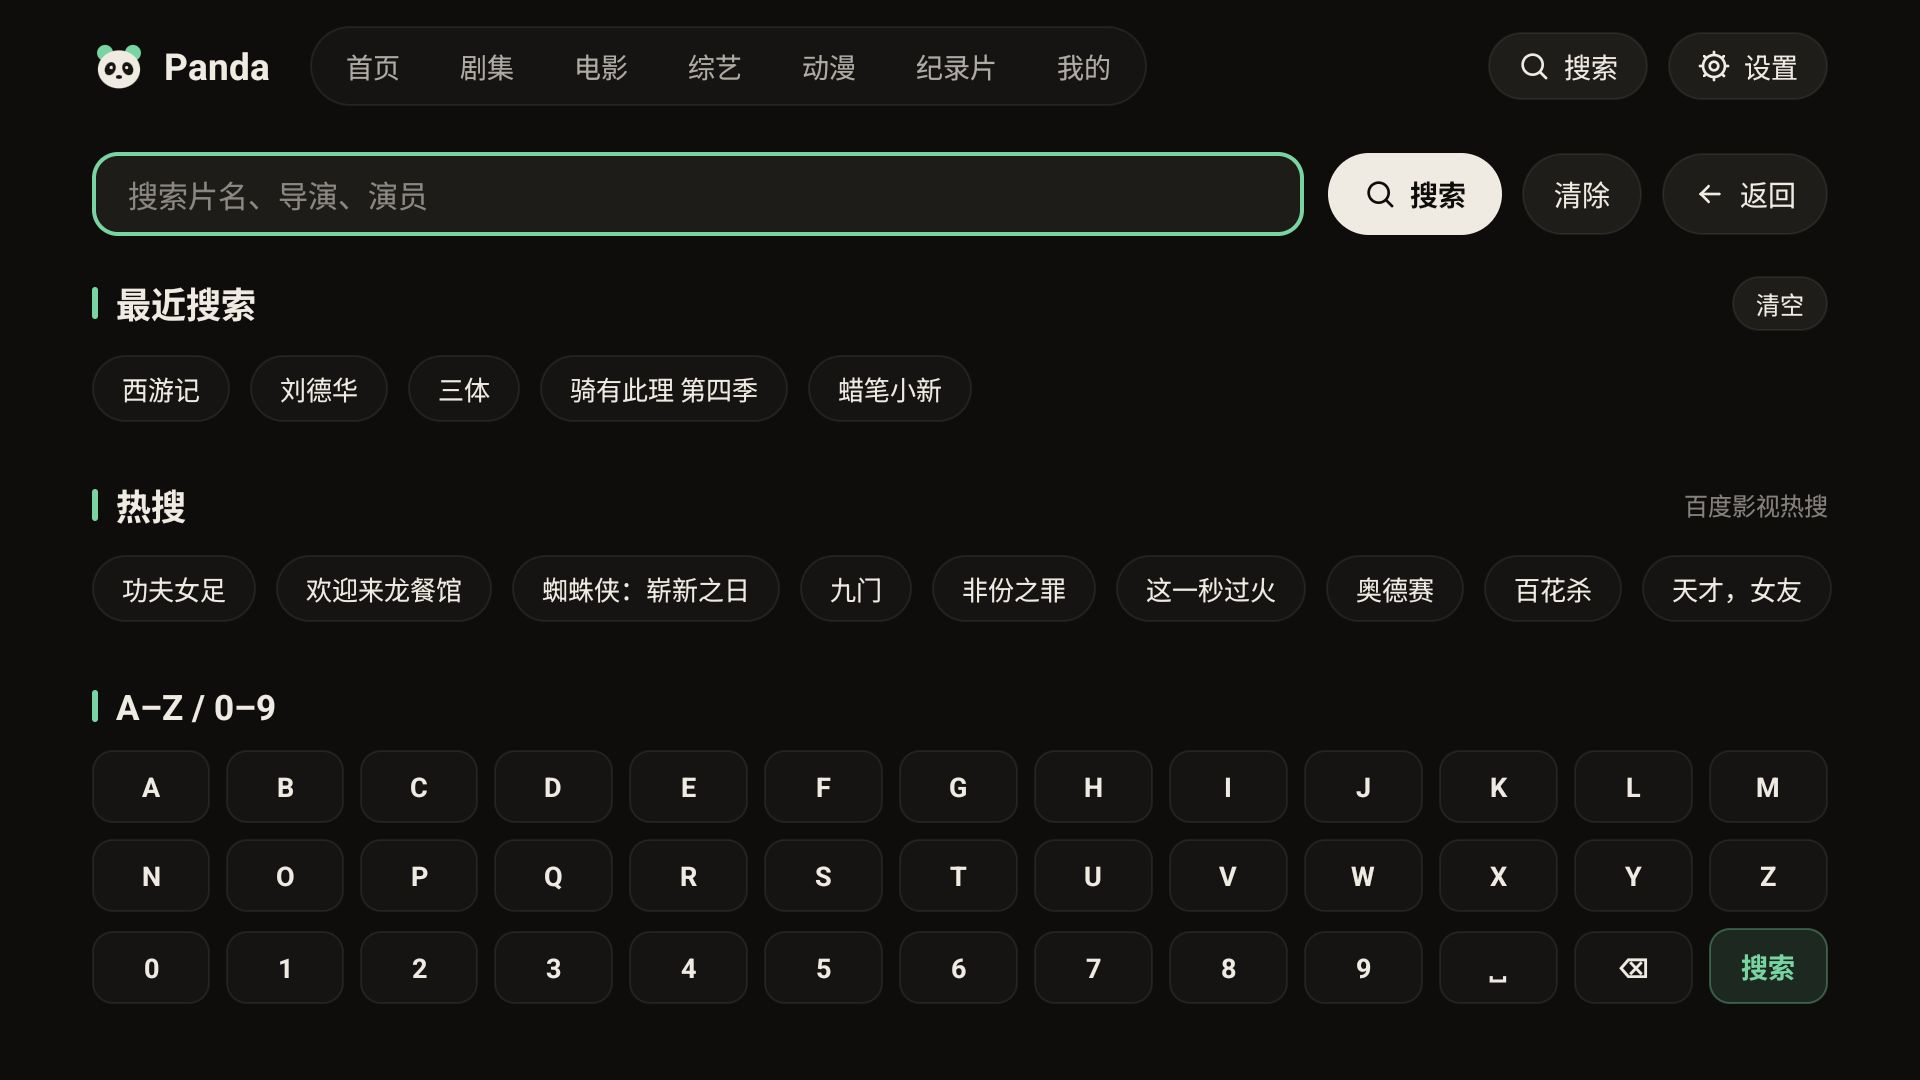 Panda 首页 剧集 电影 综艺 动漫 纪录片 我的 搜索 设置
搜索片名、导演、演员 搜索 清除 返回
最近搜索 清空
西游记 刘德华 三体 骑有此理 第四季 蜡笔小新
热搜 百度影视热搜
功夫女足 欢迎来龙餐馆 蜘蛛侠：崭新之日 九门 非份之罪 这一秒过火 奥德赛 百花杀 天才，女友
A–Z / 0–9
A B C D E F G H I J K L M
N O P Q R S T U V W X Y Z
0 1 2 3 4 5 6 7 8 9 ␣ ⌫ 搜索